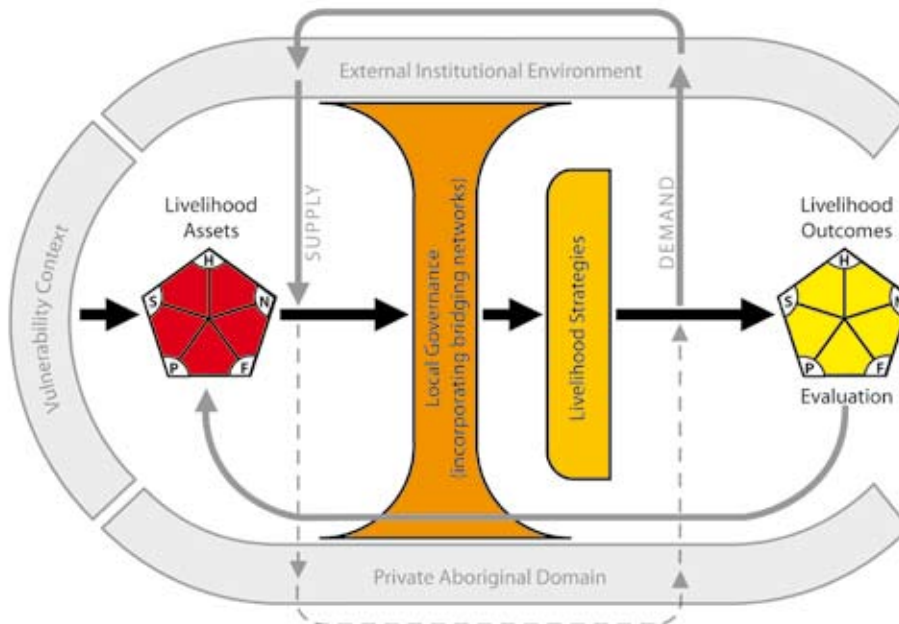 External Institutional Environment
Vulnerability Context
Livelihood
Assets
H
S
N
P
F
SUPPLY
Local Governance
(incorporating bridging networks)
Livelihood Strategies
DEMAND
Livelihood
Outcomes
H
S
N
P
F
Evaluation
Private Aboriginal Domain